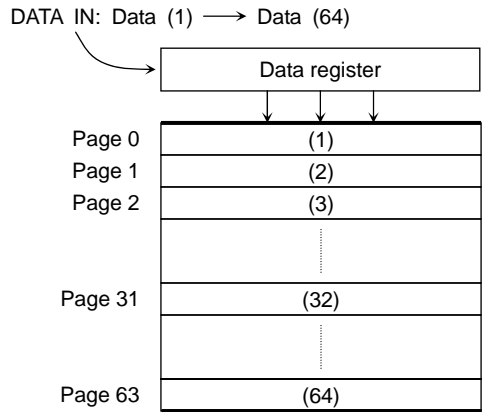 DATA IN: Data (1) → Data (64)
Data register
Page 0 (1)
Page 1 (2)
Page 2 (3)
Page 31 (32)
Page 63 (64)